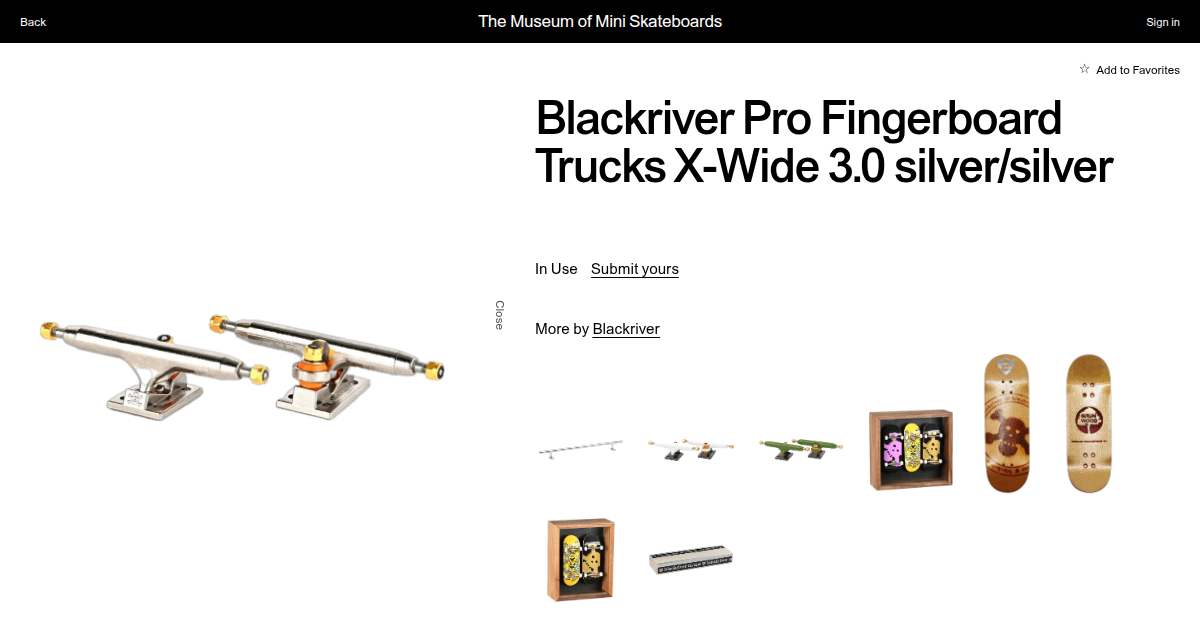 Back
The Museum of Mini Skateboards
Sign in
☆ Add to Favorites
Blackriver Pro Fingerboard
Trucks X-Wide 3.0 silver/silver
In Use Submit yours
Close
More by Blackriver